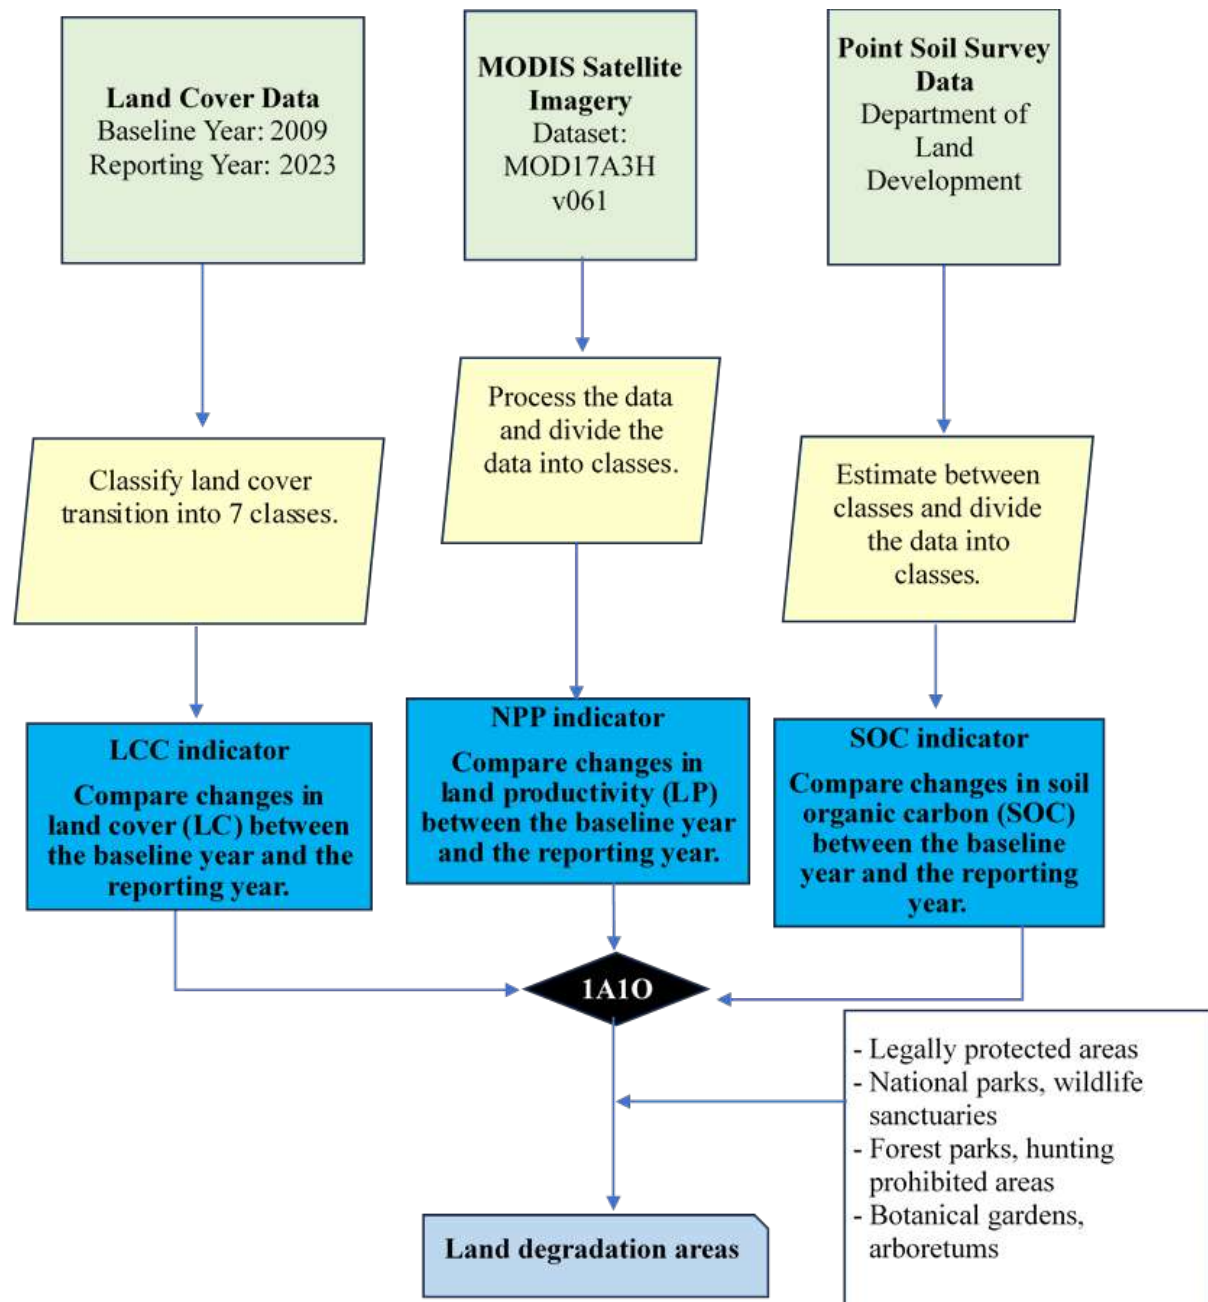 Land Cover Data
Baseline Year: 2009
Reporting Year: 2023
MODIS Satellite
Imagery
Dataset:
MOD17A3H
v061
Point Soil Survey
Data
Department of
Land
Development
Classify land cover
transition into 7 classes.
Process the data
and divide the
data into classes.
Estimate between
classes and divide
the data into
classes.
LCC indicator
Compare changes in
land cover (LC) between
the baseline year and the
reporting year.
NPP indicator
Compare changes in
land productivity (LP)
between the baseline year
and the reporting year.
SOC indicator
Compare changes in soil
organic carbon (SOC)
between the baseline
year and the reporting
year.
1A1O
- Legally protected areas
- National parks, wildlife
sanctuaries
- Forest parks, hunting
prohibited areas
- Botanical gardens,
arboretums
Land degradation areas